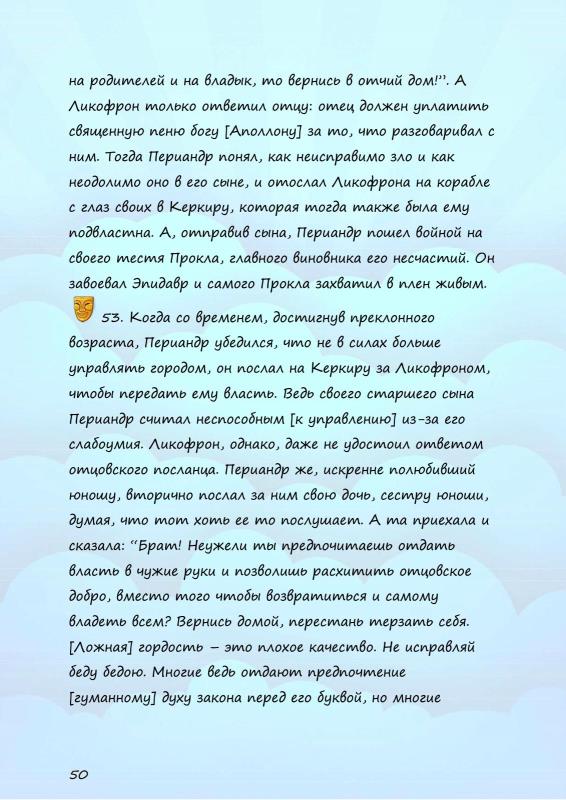 на родителей и на владык, то вернись в отчий дом!”. А
Ликофрон только ответил отцу: отец должен уплатить
священную пеню богу [Аполлону] за то, что разговаривал с
ним. Тогда Периандр понял, как неисправимо зло и как
неодолимо оно в его сыне, и отослал Ликофрона на корабле
с глаз своих в Керкиру, которая тогда также была ему
подвластна. А, отправив сына, Периандр пошел войной на
своего тестя Прокла, главного виновника его несчастий. Он
завоевал Эпидавр и самого Прокла захватил в плен живым.
53. Когда со временем, достигнув преклонного
возраста, Периандр убедился, что не в силах больше
управлять городом, он послал на Керкиру за Ликофроном,
чтобы передать ему власть. Ведь своего старшего сына
Периандр считал неспособным [к управлению] из-за его
слабоумия. Ликофрон, однако, даже не удостоил ответом
отцовского посланца. Периандр же, искренне полюбивший
юношу, вторично послал за ним свою дочь, сестру юноши,
думая, что тот хоть ее то послушает. А та приехала и
сказала: “Брат! Неужели ты предпочитаешь отдать
власть в чужие руки и позволишь расхитить отцовское
добро, вместо того чтобы возвратиться и самому
владеть всем? Вернись домой, перестань терзать себя.
[Ложная] гордость – это плохое качество. Не исправляй
беду бедою. Многие ведь отдают предпочтение
[гуманному] духу закона перед его буквой, но многие
50